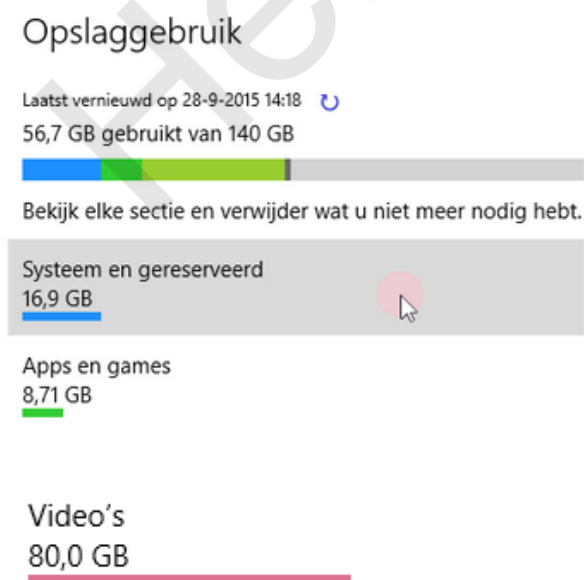 Opslaggebruik
Laatst vernieuwd op 28-9-2015 14:18
56,7 GB gebruikt van 140 GB
Bekijk elke sectie en verwijder wat u niet meer nodig hebt.
Systeem en gereserveerd
16,9 GB
Apps en games
8,71 GB
Video's
80,0 GB